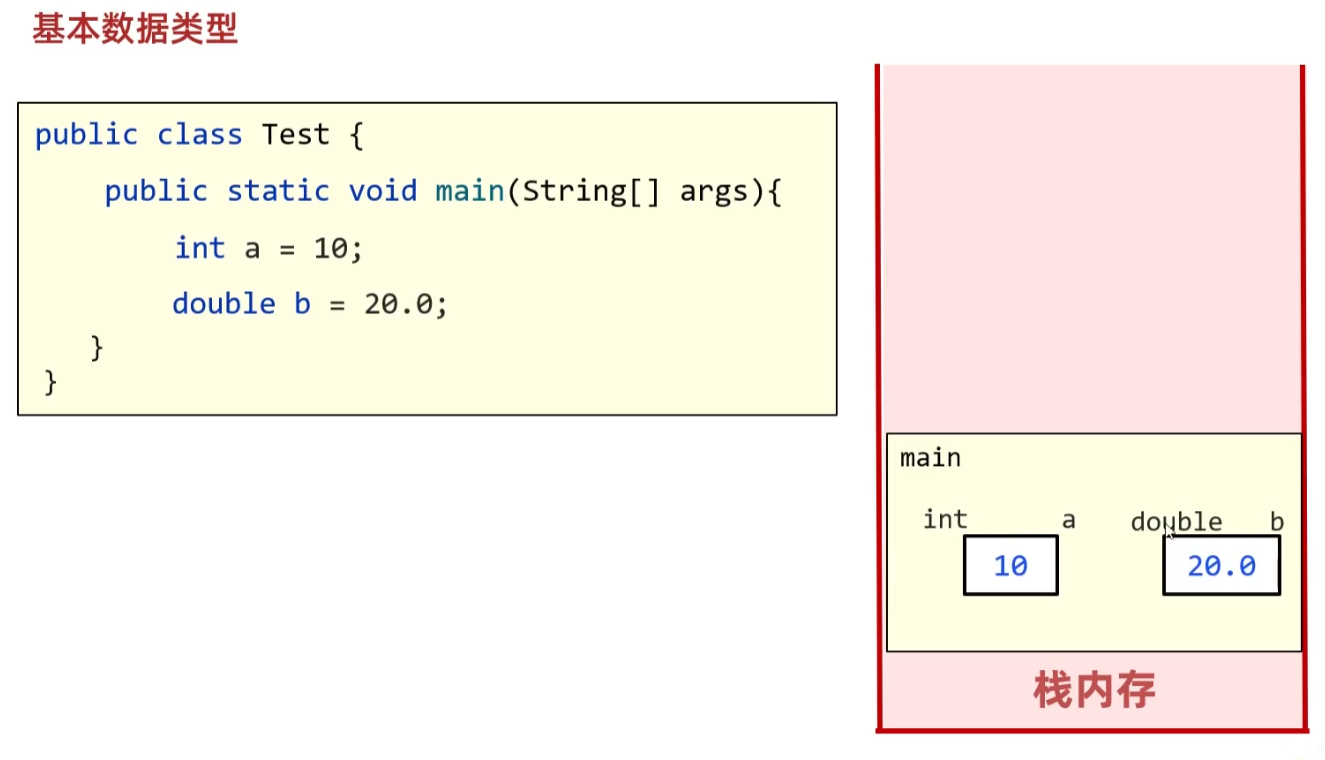 基本数据类型
public class Test {
public static void main(String[] args){
int a = 10;
double b = 20.0;
}
}
main
int a double b
10 20.0
栈内存